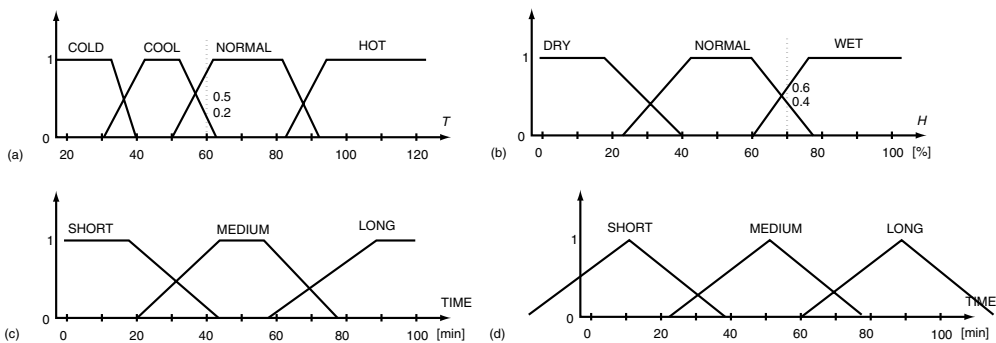 COLD COOL NORMAL HOT
1
0.5
0.2
0
T
20 40 60 80 100 120
(a)
DRY NORMAL WET
1
0.6
0.4
0
H
0 20 40 60 80 100 [%]
(b)
SHORT MEDIUM LONG
1
0
TIME
0 20 40 60 80 100 [min]
(c)
SHORT MEDIUM LONG
1
0
TIME
0 20 40 60 80 100 [min]
(d)